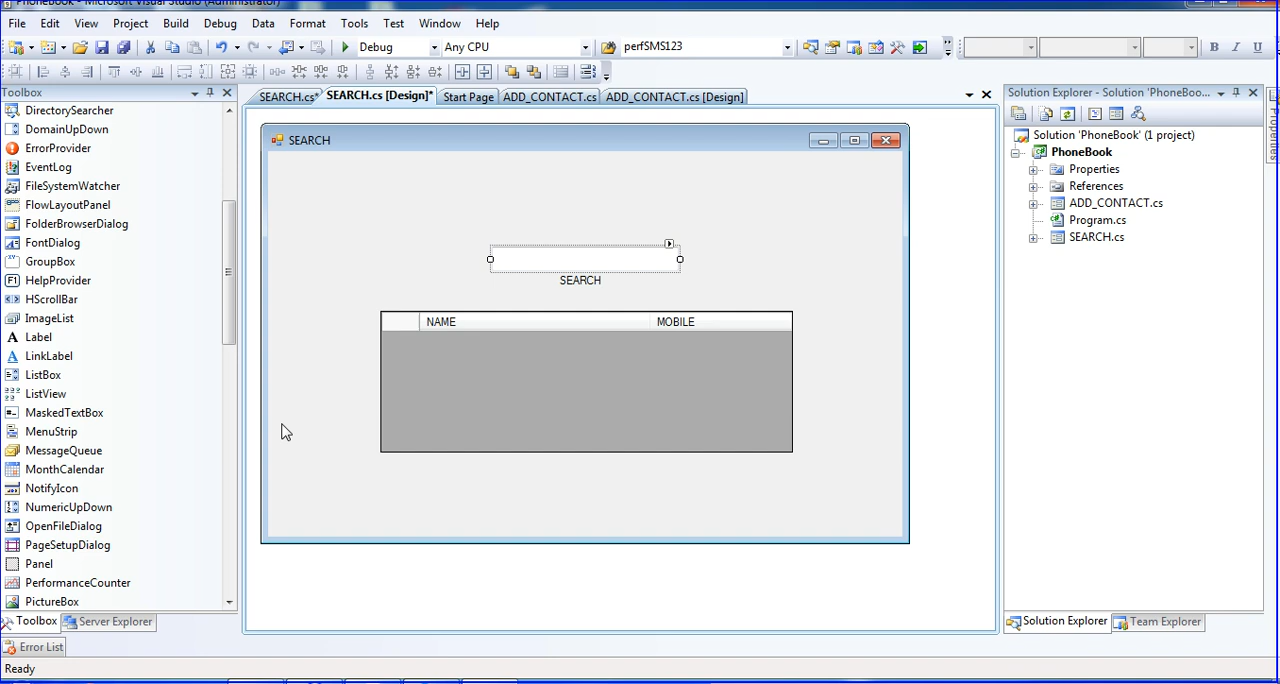 PhoneBook - Microsoft Visual Studio (Administrator)
File Edit View Project Build Debug Data Format Tools Test Window Help
Debug Any CPU perfSMS123 B I U
Toolbox
SEARCH.cs* SEARCH.cs [Design]* Start Page ADD_CONTACT.cs ADD_CONTACT.cs [Design]
Solution Explorer - Solution 'PhoneBoo...
Properties
DirectorySearcher
DomainUpDown
ErrorProvider
EventLog
FileSystemWatcher
FlowLayoutPanel
FolderBrowserDialog
FontDialog
GroupBox
HelpProvider
HScrollBar
ImageList
Label
LinkLabel
ListBox
ListView
MaskedTextBox
MenuStrip
MessageQueue
MonthCalendar
NotifyIcon
NumericUpDown
OpenFileDialog
PageSetupDialog
Panel
PerformanceCounter
PictureBox
SEARCH
SEARCH
NAME MOBILE
Solution 'PhoneBook' (1 project)
PhoneBook
Properties
References
ADD_CONTACT.cs
Program.cs
SEARCH.cs
Toolbox Server Explorer
Solution Explorer Team Explorer
Error List
Ready